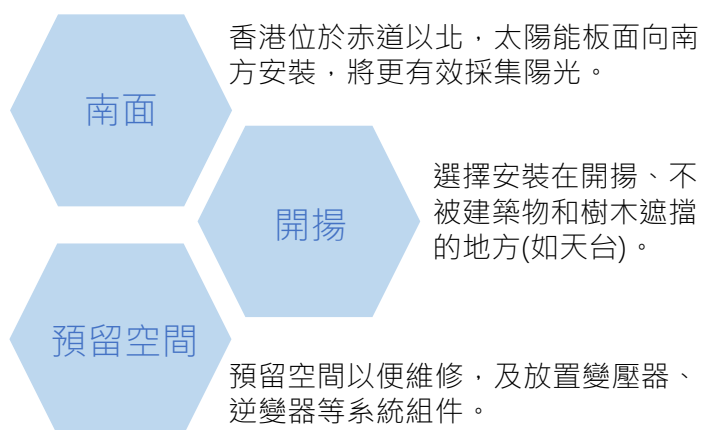 香港位於赤道以北，太陽能板面向南
方安裝，將更有效採集陽光。
南面
選擇安裝在開揚、不
被建築物和樹木遮擋
的地方(如天台)。
開揚
預留空間
預留空間以便維修，及放置變壓器、
逆變器等系統組件。